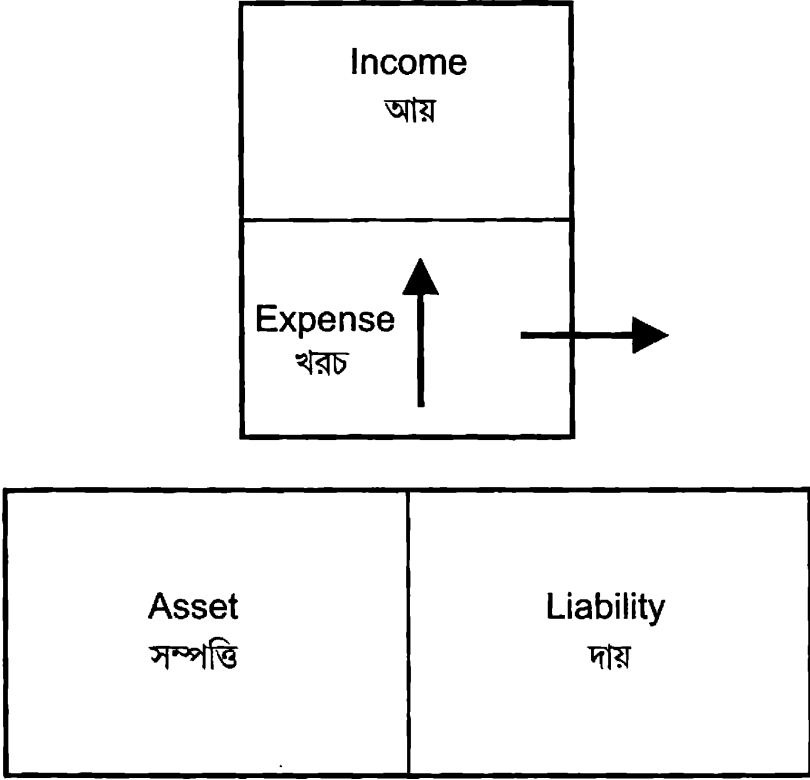 Income
আয়
Expense
খরচ
Asset
সম্পত্তি
Liability
দায়